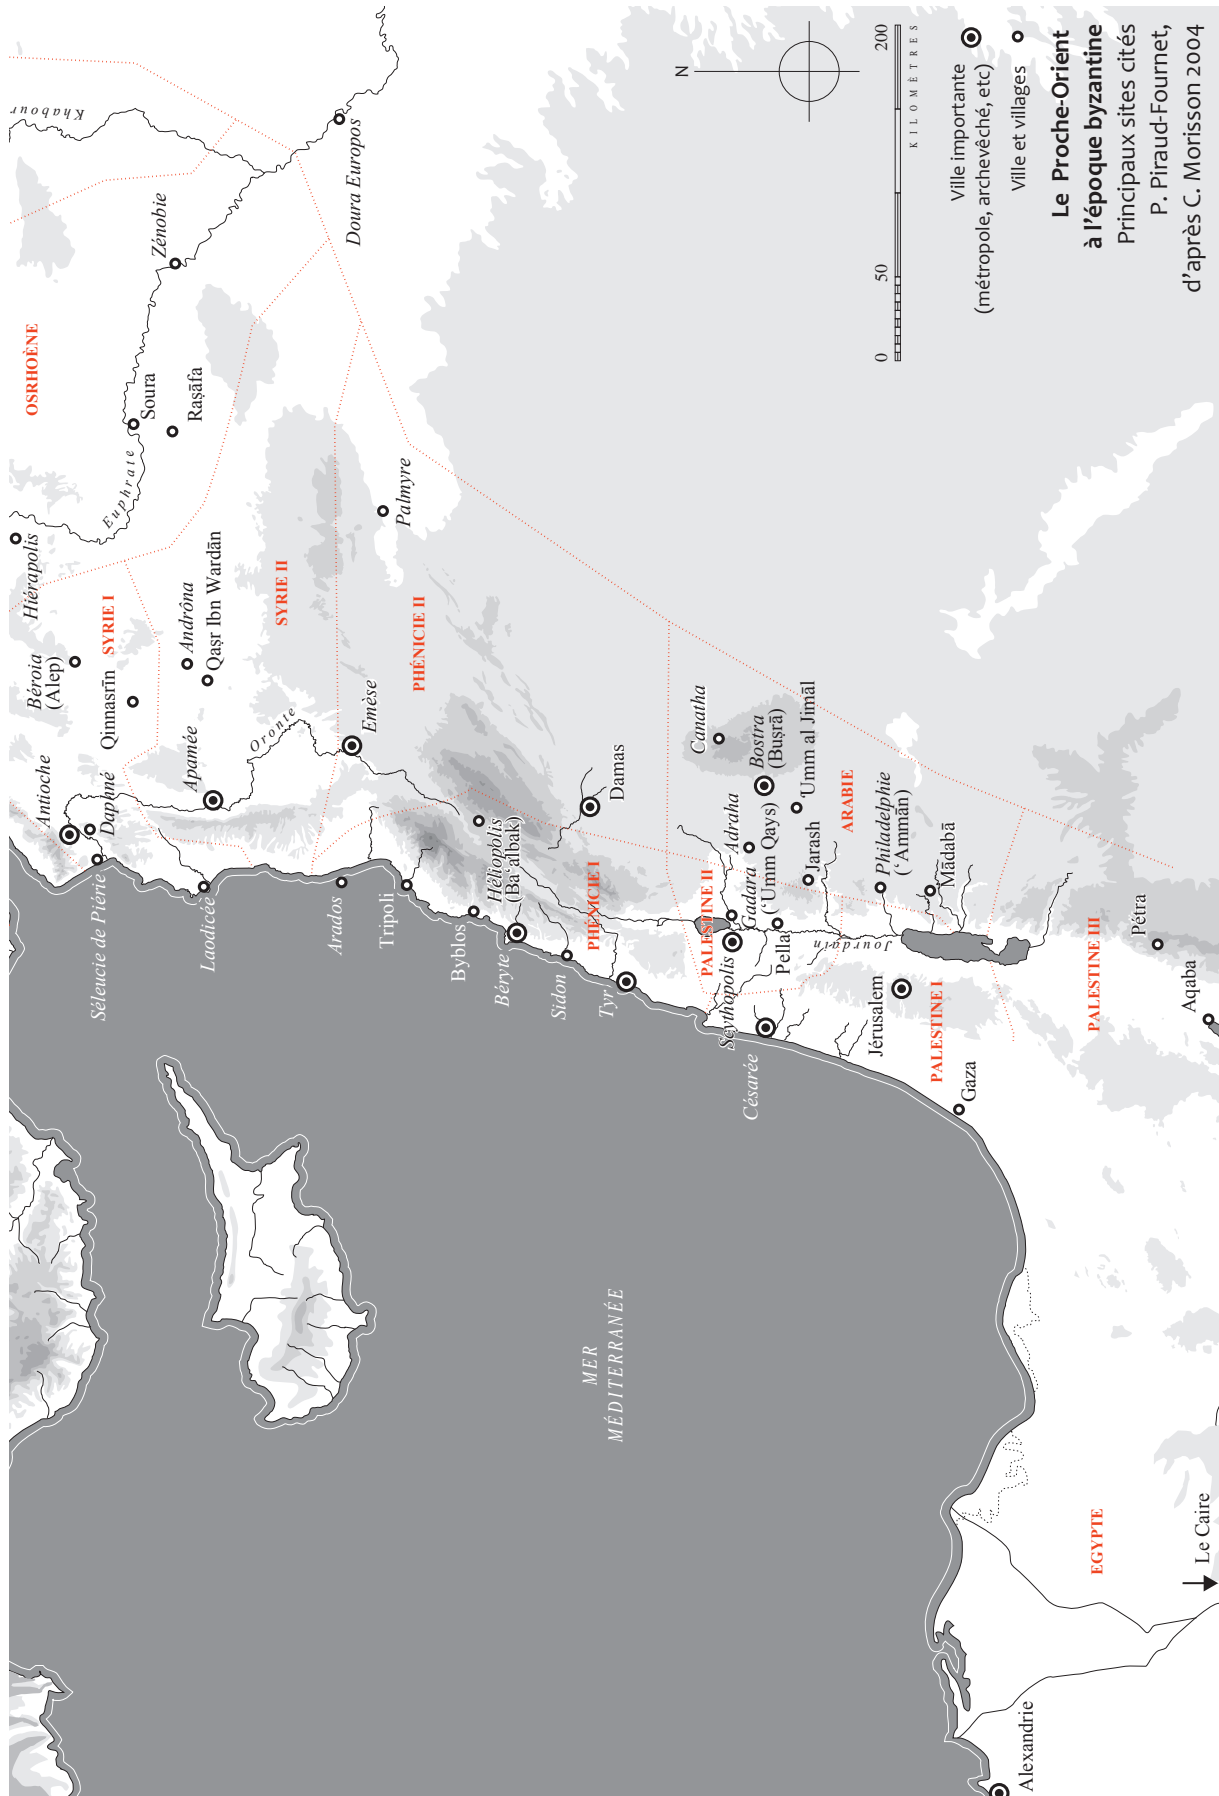 Khabour
OSRHOÈNE
Zénobie
Doura Europos
Soura
Raṣāfa
Euphrate
Hiérapolis
Palmyre
Béroia
(Alep)
SYRIE I
Qinnasrīn
Andrôna
Qaṣr Ibn Wardān
SYRIE II
PHÉNICIE II
Antioche
Daphné
Séleucie de Piérie
Apamée
Oronte
Emèse
Laodicée
Arados
Tripoli
Byblos
Héliopolis
(Ba‘albak)
Béryte
Sidon
Tyr
PHÉNICIE I
Damas
Canatha
Bostra
(Buṣrā)
Umm al Jimāl
Adraha
Gadara
(‘Umm Qays)
PALESTINE II
Scythopolis
Pella
Jarash
ARABIE
Césarée
Jourdain
Philadelphie
(‘Ammān)
Mādabā
Jérusalem
PALESTINE I
Gaza
PALESTINE III
Pétra
Aqaba
MER
MÉDITERRANÉE
EGYPTE
Le Caire
Alexandrie
N
0
50
200
KILOMÈTRES
Ville importante
(métropole, archevêché, etc)
Ville et villages
Le Proche-Orient
à l'époque byzantine
Principaux sites cités
P. Piraud-Fournet,
d'après C. Morisson 2004